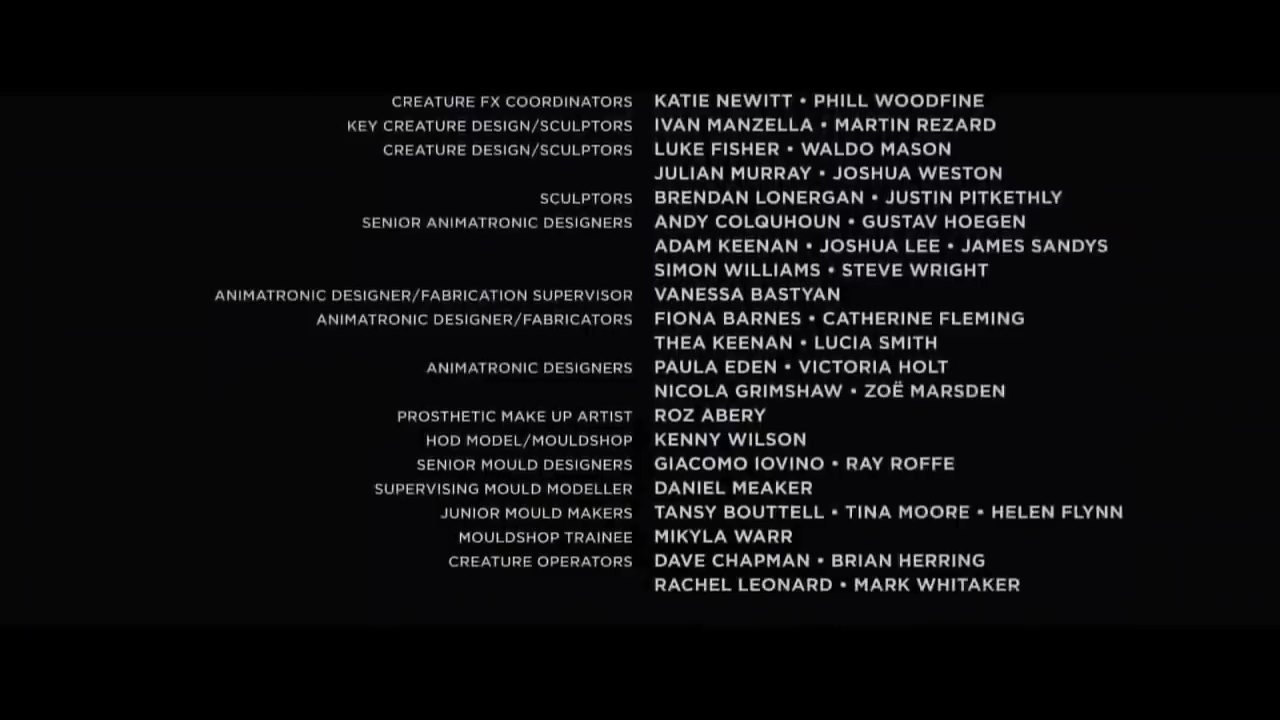 CREATURE FX COORDINATORS KATIE NEWITT • PHILL WOODFINE
KEY CREATURE DESIGN/SCULPTORS IVAN MANZELLA • MARTIN REZARD
CREATURE DESIGN/SCULPTORS LUKE FISHER • WALDO MASON
JULIAN MURRAY • JOSHUA WESTON
SCULPTORS BRENDAN LONERGAN • JUSTIN PITKETHLY
SENIOR ANIMATRONIC DESIGNERS ANDY COLQUHOUN • GUSTAV HOEGEN
ADAM KEENAN • JOSHUA LEE • JAMES SANDYS
SIMON WILLIAMS • STEVE WRIGHT
ANIMATRONIC DESIGNER/FABRICATION SUPERVISOR VANESSA BASTYAN
ANIMATRONIC DESIGNER/FABRICATORS FIONA BARNES • CATHERINE FLEMING
THEA KEENAN • LUCIA SMITH
ANIMATRONIC DESIGNERS PAULA EDEN • VICTORIA HOLT
NICOLA GRIMSHAW • ZOË MARSDEN
PROSTHETIC MAKE UP ARTIST ROZ ABERY
HOD MODEL/MOULDSHOP KENNY WILSON
SENIOR MOULD DESIGNERS GIACOMO IOVINO • RAY ROFFE
SUPERVISING MOULD MODELLER DANIEL MEAKER
JUNIOR MOULD MAKERS TANSY BOUTTELL • TINA MOORE • HELEN FLYNN
MOULDSHOP TRAINEE MIKYLA WARR
CREATURE OPERATORS DAVE CHAPMAN • BRIAN HERRING
RACHEL LEONARD • MARK WHITAKER